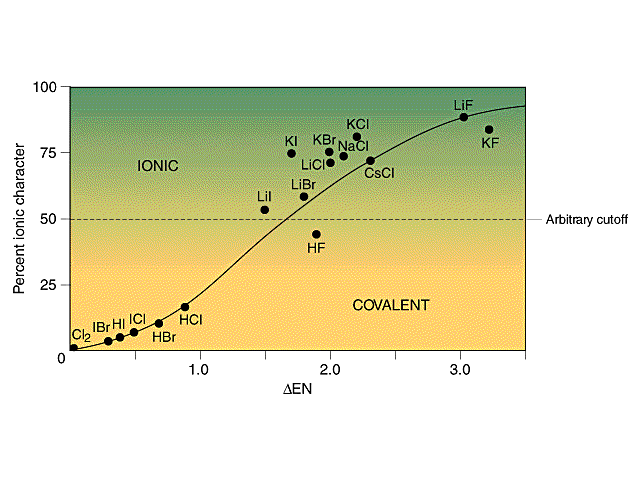 100
LiF
KCl
KF
KI
KBr
NaCl
75
IONIC
LiCl
CsCl
LiBr
LiI
50
Arbitrary cutoff
HF
Percent ionic character
25
COVALENT
HCl
ICl
HI
IBr
Cl2
HBr
0
1.0
2.0
3.0
ΔEN